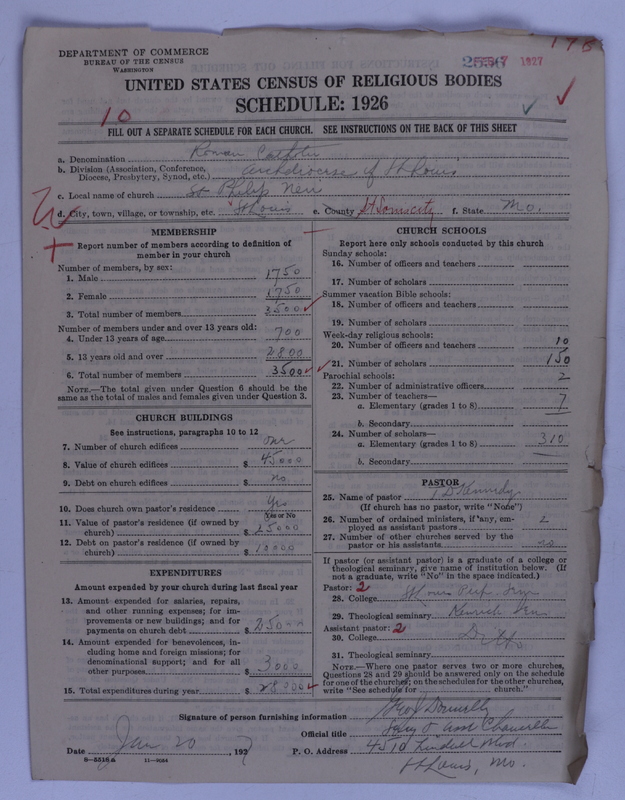 DEPARTMENT OF COMMERCE
BUREAU OF THE CENSUS
WASHINGTON
1927
UNITED STATES CENSUS OF RELIGIOUS BODIES
SCHEDULE: 1926
10
FILL OUT A SEPARATE SCHEDULE FOR EACH CHURCH. SEE INSTRUCTIONS ON THE BACK OF THIS SHEET
a. Denomination Roman Catholic
b. Division (Association, Conference, Diocese, Presbytery, Synod, etc.) archdiocese of St Louis
c. Local name of church St Philip Neri
d. City, town, village, or township, etc. St Louis e. County f. State Mo.
MEMBERSHIP
Report number of members according to definition of
member in your church
Number of members, by sex:
1. Male 1750
2. Female 1750
3. Total number of members 3500
Number of members under and over 13 years old:
4. Under 13 years of age 700
5. 13 years old and over 2800
6. Total number of members 3500
NOTE.—The total given under Question 6 should be
same as the total of males and females given under Question 3.
CHURCH BUILDINGS
See instructions, paragraphs 10 to 12
7. Number of church edifices one
8. Value of church edifices $ 45000
9. Debt on church edifices $ no
10. Does church own pastor's residence? Yes
Yes or No
11. Value of pastor's residence (if owned by
church) $ 25000
12. Debt on pastor's residence (if owned by
church) $ 10000
EXPENDITURES
Amount expended by your church during last fiscal year
13. Amount expended for salaries, repairs,
and other running expenses; for im-
provements or new buildings; and for
payments on church debt $ 25000
14. Amount expended for benevolences, in-
cluding home and foreign missions; for
denominational support; and for all
other purposes $ 3000
15. Total expenditures during year $ 28000
CHURCH SCHOOLS
Report here only schools conducted by this church
Sunday schools:
16. Number of officers and teachers
17. Number of scholars
Summer vacation Bible schools:
18. Number of officers and teachers
19. Number of scholars
Week-day religious schools:
20. Number of officers and teachers 10
21. Number of scholars 150
Parochial schools:
22. Number of administrative officers 2
23. Number of teachers—
a. Elementary (grades 1 to 8) 7
b. Secondary
24. Number of scholars—
a. Elementary (grades 1 to 8) 310
b. Secondary
PASTOR
25. Name of pastor Kennedy
(If church has no pastor, write "None")
26. Number of ordained ministers, if any, em-
ployed as assistant pastors 2
27. Number of other churches served by the
pastor or his assistants no
If pastor (or assistant pastor) is a graduate of a college or
theological seminary, give name of institution below. (If
not a graduate, write "No" in the space indicated.)
Pastor: 2
28. College St Louis Prep. Sem
29. Theological seminary Kenrick Sem
Assistant pastor: 2
30. College Ditto
31. Theological seminary
NOTE.—Where one pastor serves two or more churches,
Questions 28 and 29 should be answered only on the schedule
for one of the churches; on the schedules for the other churches,
write "See schedule for church."
Signature of person furnishing information Geo J Donnelly
Official title Secy & Asst Chancellor
Date Jan 20, 1927 P. O. Address 4510 Lindell Blvd.
8-5518a 11-9064
St Louis, Mo.